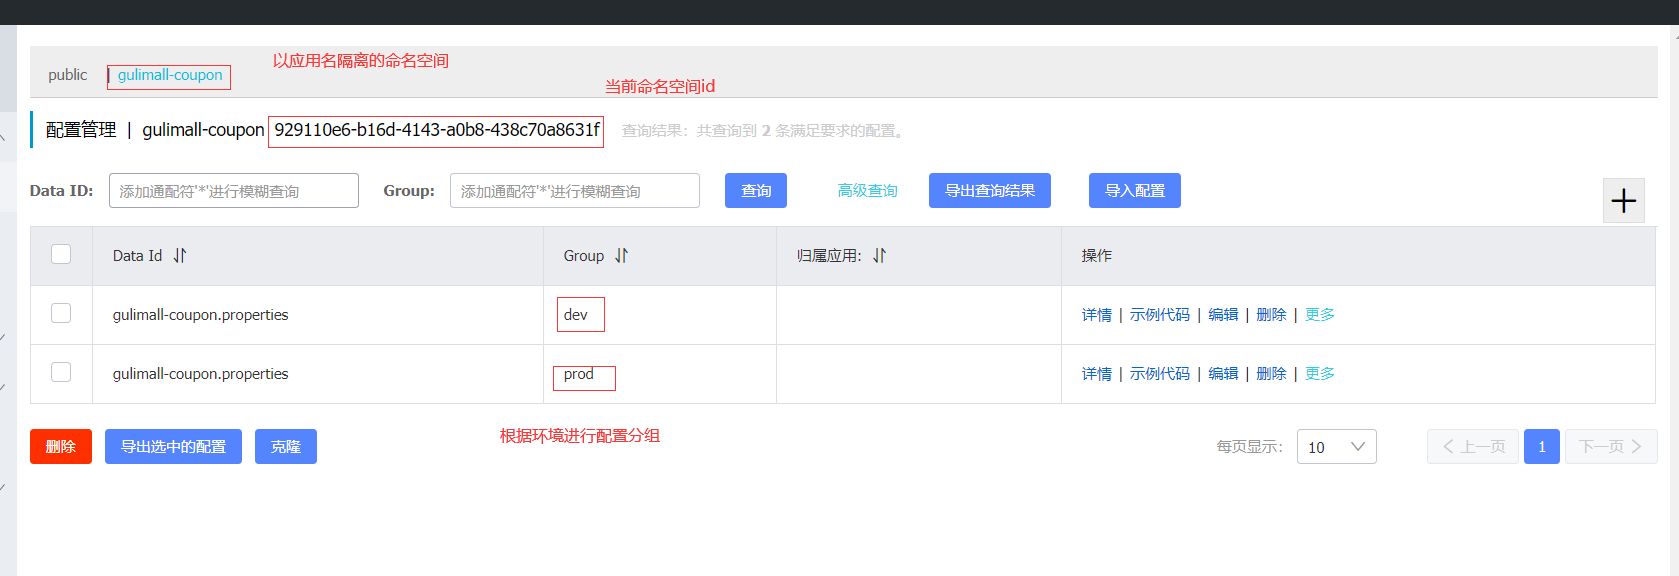 以应用名隔离的命名空间
public | gulimall-coupon
当前命名空间id
配置管理 | gulimall-coupon 929110e6-b16d-4143-a0b8-438c70a8631f 查询结果：共查询到 2 条满足要求的配置。
Data ID: 添加通配符'*'进行模糊查询 Group: 添加通配符'*'进行模糊查询 查询 高级查询 导出查询结果 导入配置
Data Id Group 归属应用: 操作
gulimall-coupon.properties dev 详情 | 示例代码 | 编辑 | 删除 | 更多
gulimall-coupon.properties prod 详情 | 示例代码 | 编辑 | 删除 | 更多
根据环境进行配置分组
删除 导出选中的配置 克隆 每页显示: 10 上一页 1 下一页